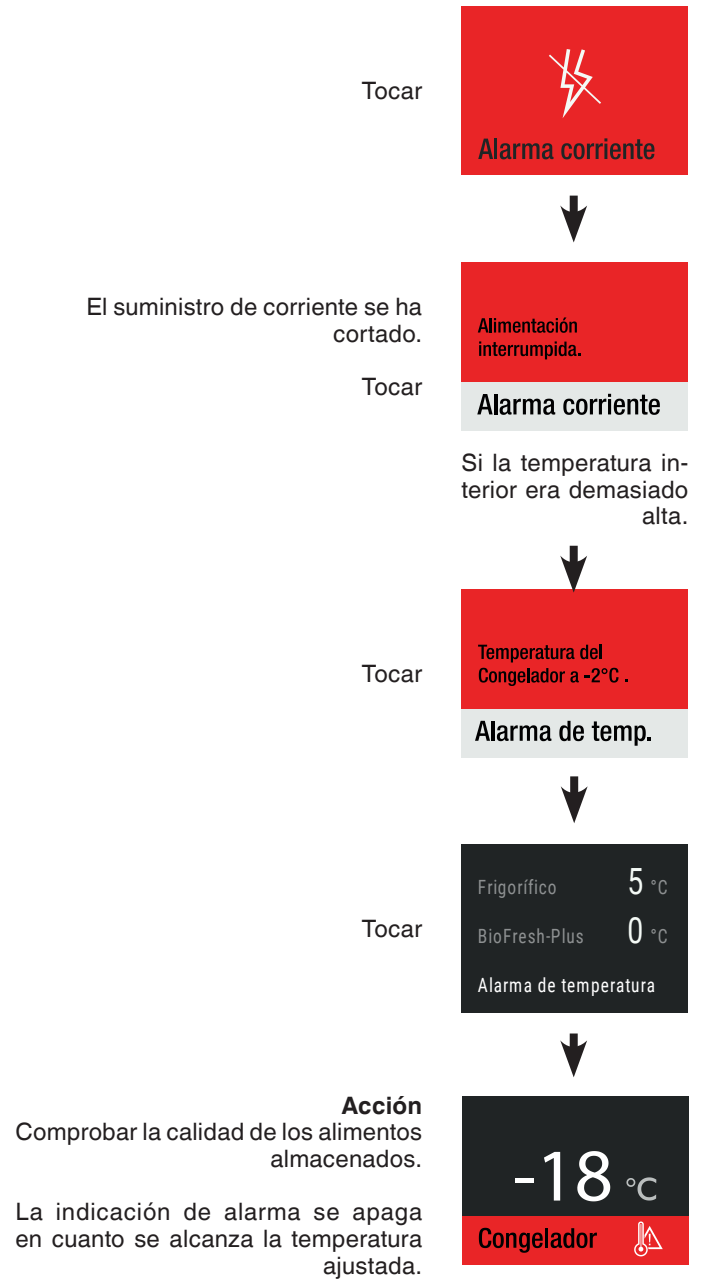 Tocar
Alarma corriente
El suministro de corriente se ha
cortado.
Alimentación
interrumpida.
Tocar
Alarma corriente
Si la temperatura in-
terior era demasiado
alta.
Temperatura del
Congelador a -2°C .
Tocar
Alarma de temp.
Frigorífico 5 °C
Tocar
BioFresh-Plus 0 °C
Alarma de temperatura
Acción
Comprobar la calidad de los alimentos
almacenados.
La indicación de alarma se apaga
en cuanto se alcanza la temperatura
ajustada.
-18 °C
Congelador